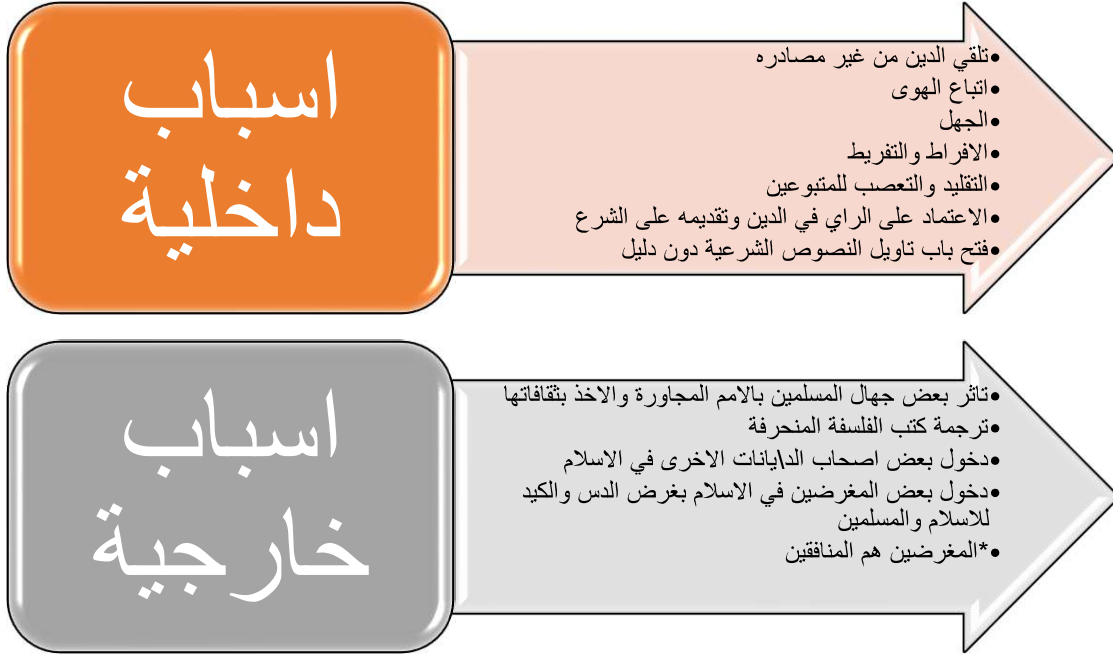 اسباب
داخلية
•تلقي الدين من غير مصادره
•اتباع الهوى
•الجهل
•الافراط والتفريط
•التقليد والتعصب للمتبوعين
•الاعتماد على الراي في الدين وتقديمه على الشرع
•فتح باب تاويل النصوص الشرعية دون دليل
اسباب
خارجية
•تاثر بعض جهال المسلمين بالامم المجاورة والاخذ بثقافاتها
•ترجمة كتب الفلسفة المنحرفة
•دخول بعض اصحاب الد\يانات الاخرى في الاسلام
•دخول بعض المغرضين في الاسلام بغرض الدس والكيد
للاسلام والمسلمين
•*المغرضين هم المنافقين